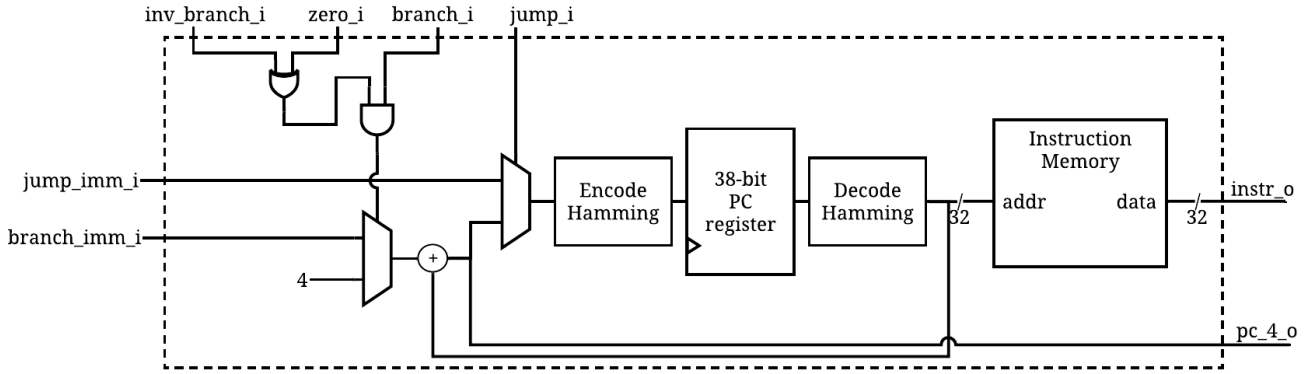 inv_branch_i
zero_i
branch_i
jump_i
jump_imm_i
branch_imm_i
4
+
Encode
Hamming
38-bit
PC
register
Decode
Hamming
32
Instruction
Memory
addr
data
32
instr_o
pc_4_o